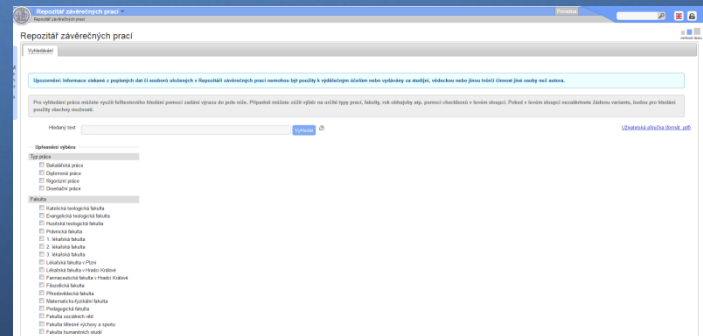 Repozitář závěrečných prací
Repozitář závěrečných prací
Repozitář závěrečných prací
Vyhledávání
Upozornění: Informace získané z popisných dat či souborů uložených v Repozitáři závěrečných prací nemohou být použity k výdělečným účelům nebo vydávány za studijní, vědeckou nebo jinou tvůrčí činnost jiné osoby než autora.
Pro vyhledání práce můžete využít fulltextového hledání pomocí zadání výrazu do pole níže. Případně můžete zúžit výběr na určité typy prací, fakulty, rok obhajoby atp. pomocí checkboxů v levém sloupci. Pokud v levém sloupci nezaškrtnete žádnou variantu, budou pro hledání
použity všechny možnosti.
Hledaný text
Vyhledat
Uživatelská příručka (formát .pdf)
Upřesnění výběru
Typ práce
Bakalářská práce
Diplomová práce
Rigorózní práce
Disertační práce
Fakulta
Katolická teologická fakulta
Evangelická teologická fakulta
Husitská teologická fakulta
Právnická fakulta
1. lékařská fakulta
2. lékařská fakulta
3. lékařská fakulta
Lékařská fakulta v Plzni
Lékařská fakulta v Hradci Králové
Farmaceutická fakulta v Hradci Králové
Filozofická fakulta
Přírodovědecká fakulta
Matematicko-fyzikální fakulta
Pedagogická fakulta
Fakulta sociálních věd
Fakulta tělesné výchovy a sportu
Fakulta humanitních studií